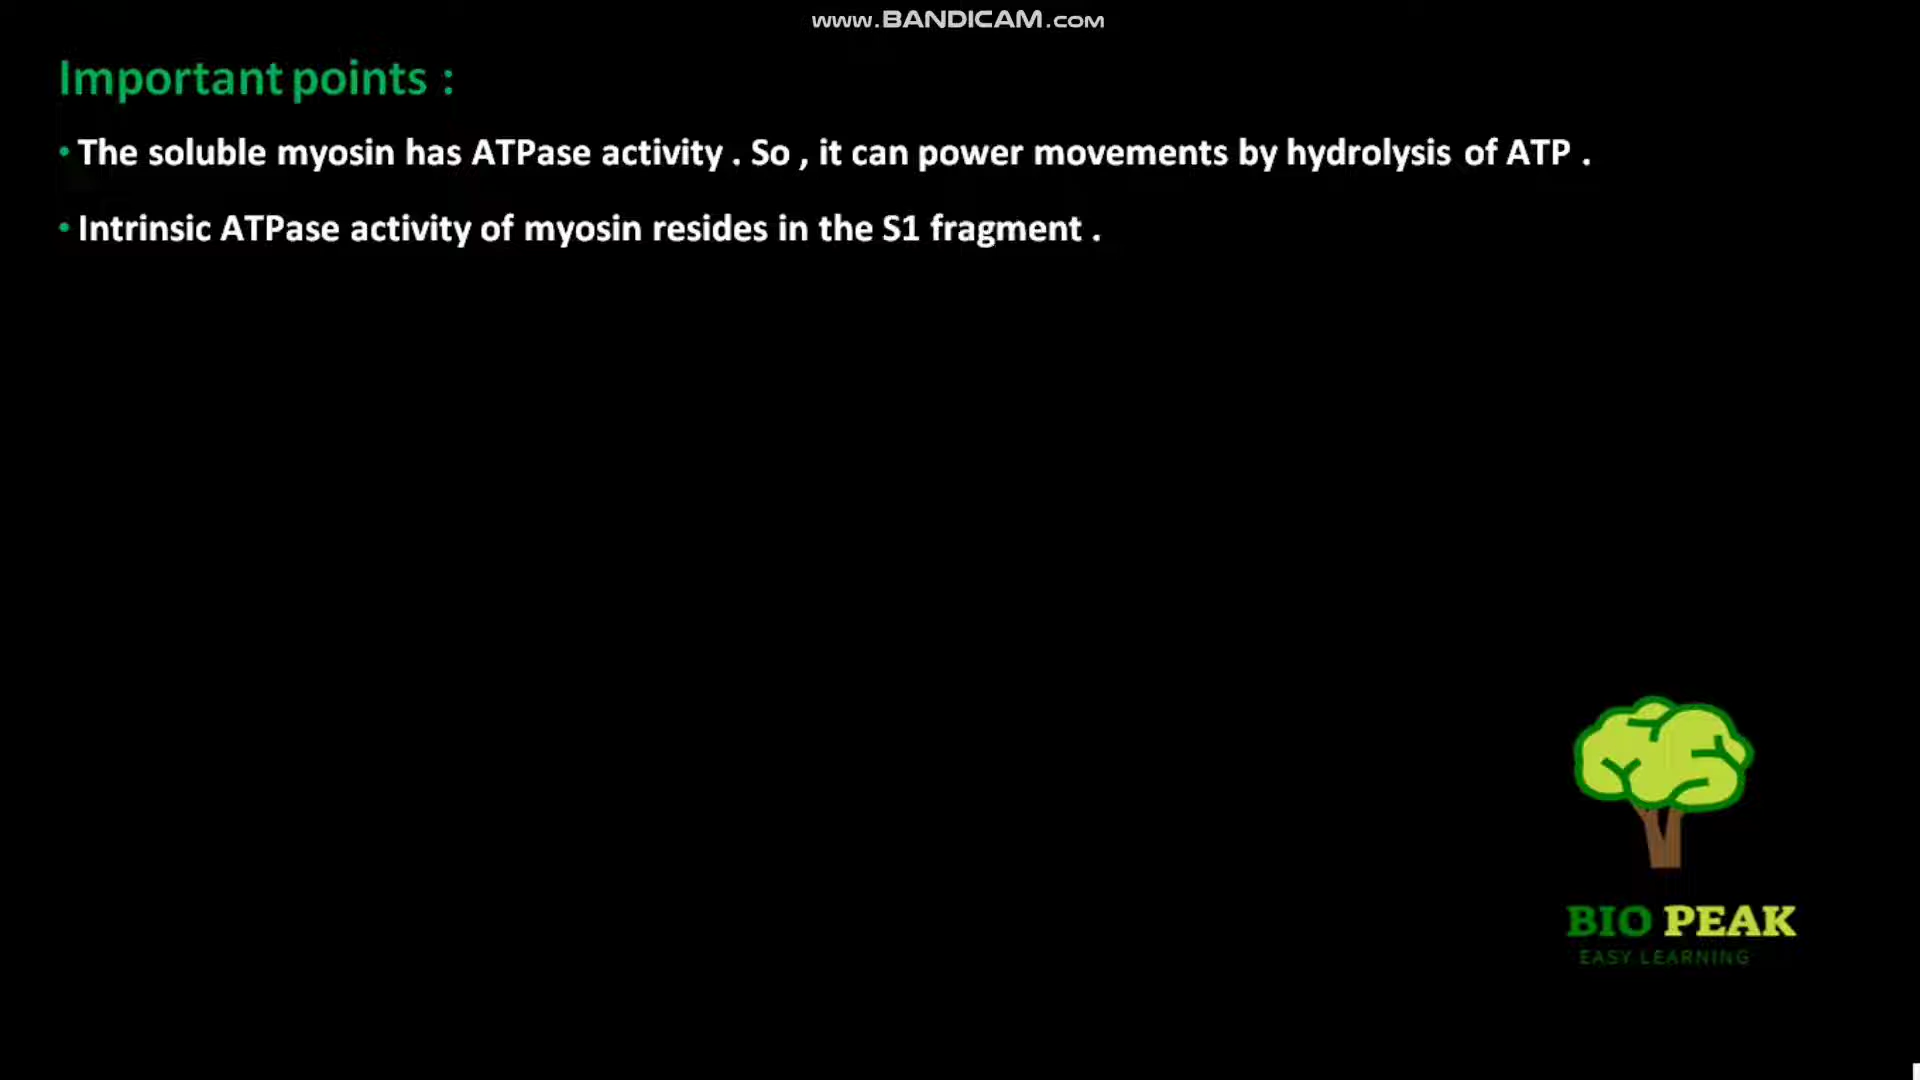 www.BANDICAM.com
Important points :
• The soluble myosin has ATPase activity . So , it can power movements by hydrolysis of ATP .
• Intrinsic ATPase activity of myosin resides in the S1 fragment .
BIO PEAK
EASY LEARNING